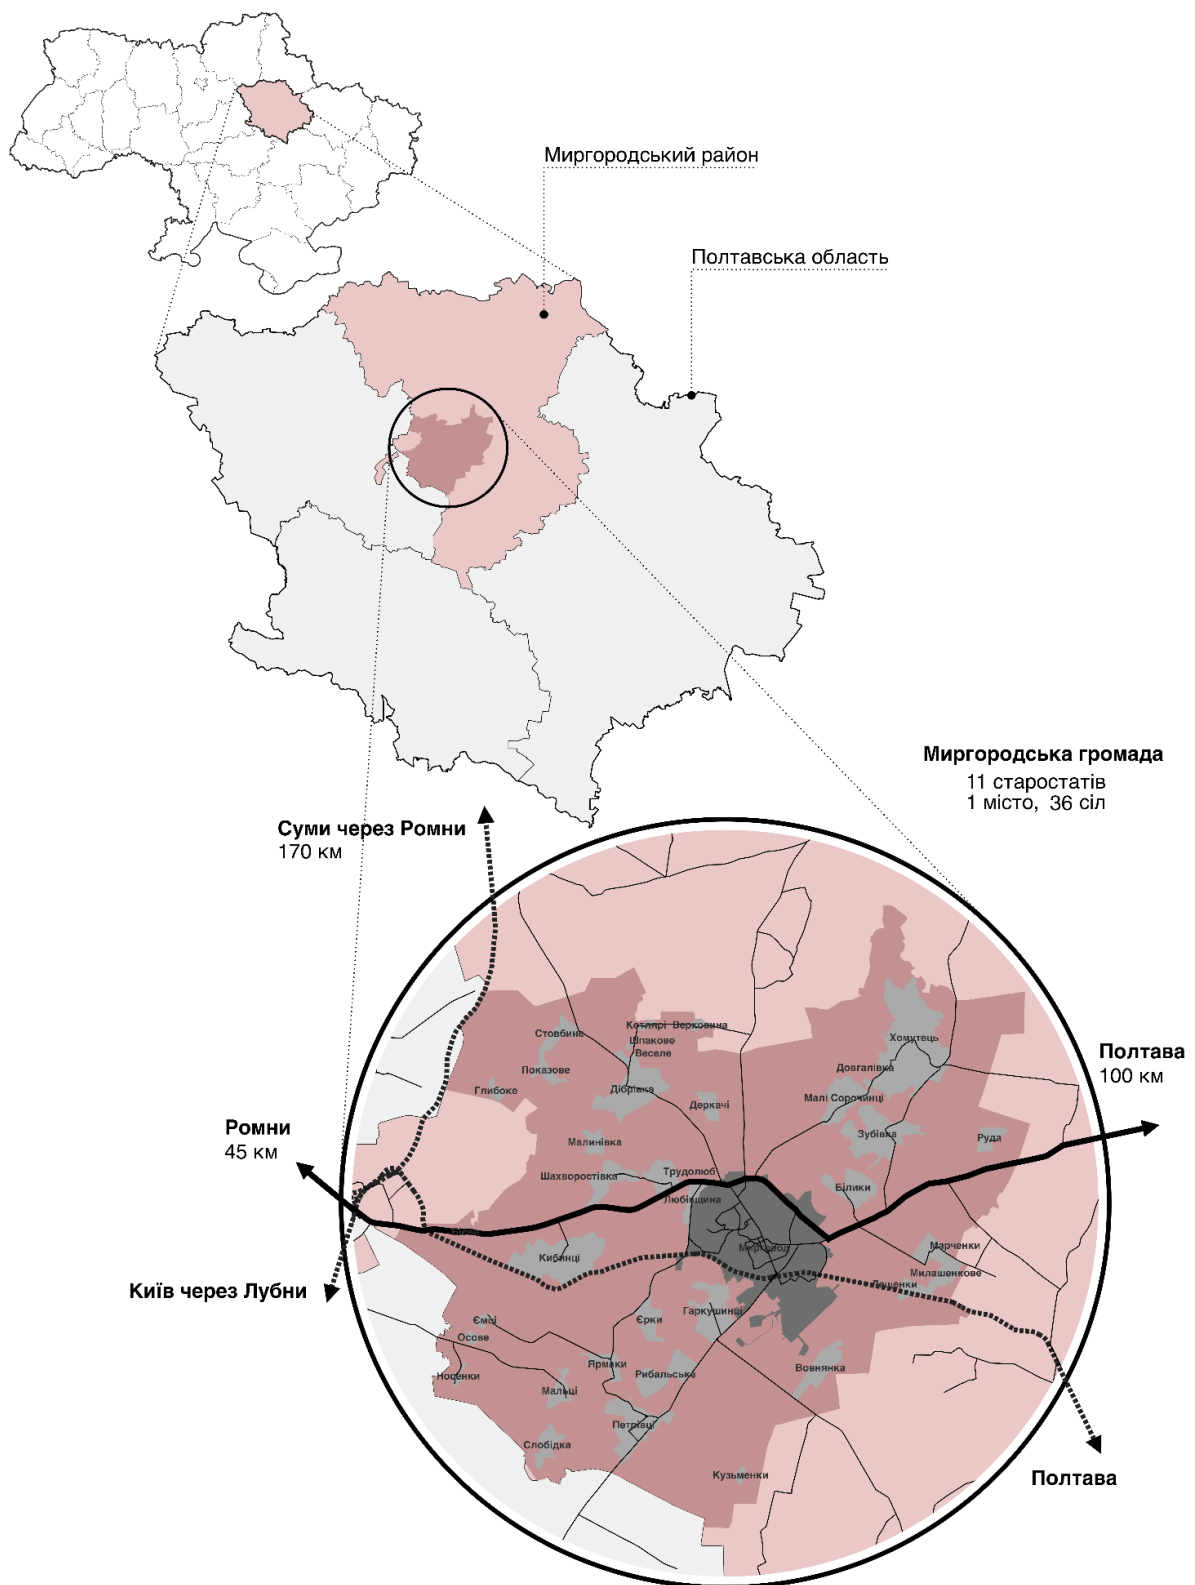 Миргородський район
Полтавська область
Миргородська громада
11 старостатів
1 місто, 36 сіл
Суми через Ромни
170 км
Полтава
100 км
Ромни
45 км
Київ через Лубни
Полтава
Стовбине
Котлярі Верковина
Шпакове
Веселе
Хомутець
Показове
Довгалівка
Глибоке
Дібрівка
Малі Сорочинці
Деркачі
Малинівка
Зубівка
Руда
Шахворостівка
Трудолюб
Білики
Любівщина
Кибинці
Миргород
Марченки
Милашенкове
Лещенки
Ємці
Осове
Єрки
Гаркушинці
Носенки
Ярмаки
Рибальське
Вовнянка
Мальці
Петрівці
Слобідка
Кузьменки